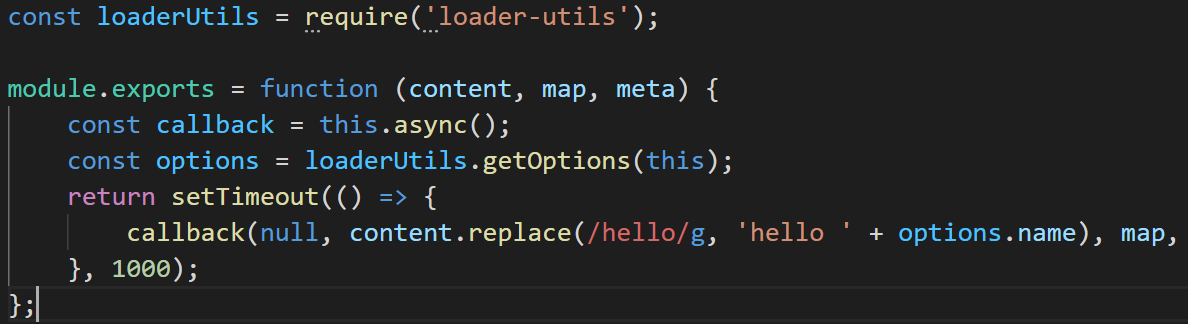 const loaderUtils = require('loader-utils');
module.exports = function (content, map, meta) {
const callback = this.async();
const options = loaderUtils.getOptions(this);
return setTimeout(() => {
callback(null, content.replace(/hello/g, 'hello ' + options.name), map,
}, 1000);
};